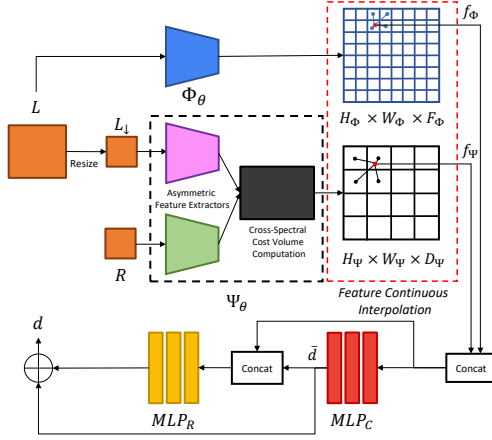 f_Φ
L
Φ_θ
H_Φ × W_Φ × F_Φ
L_↓
Resize
Asymmetric
Feature Extractors
f_Ψ
R
Cross-Spectral
Cost Volume
Computation
H_Ψ × W_Ψ × D_Ψ
Ψ_θ
Feature Continuous
Interpolation
d
Concat
d̄
Concat
MLP_R
MLP_C